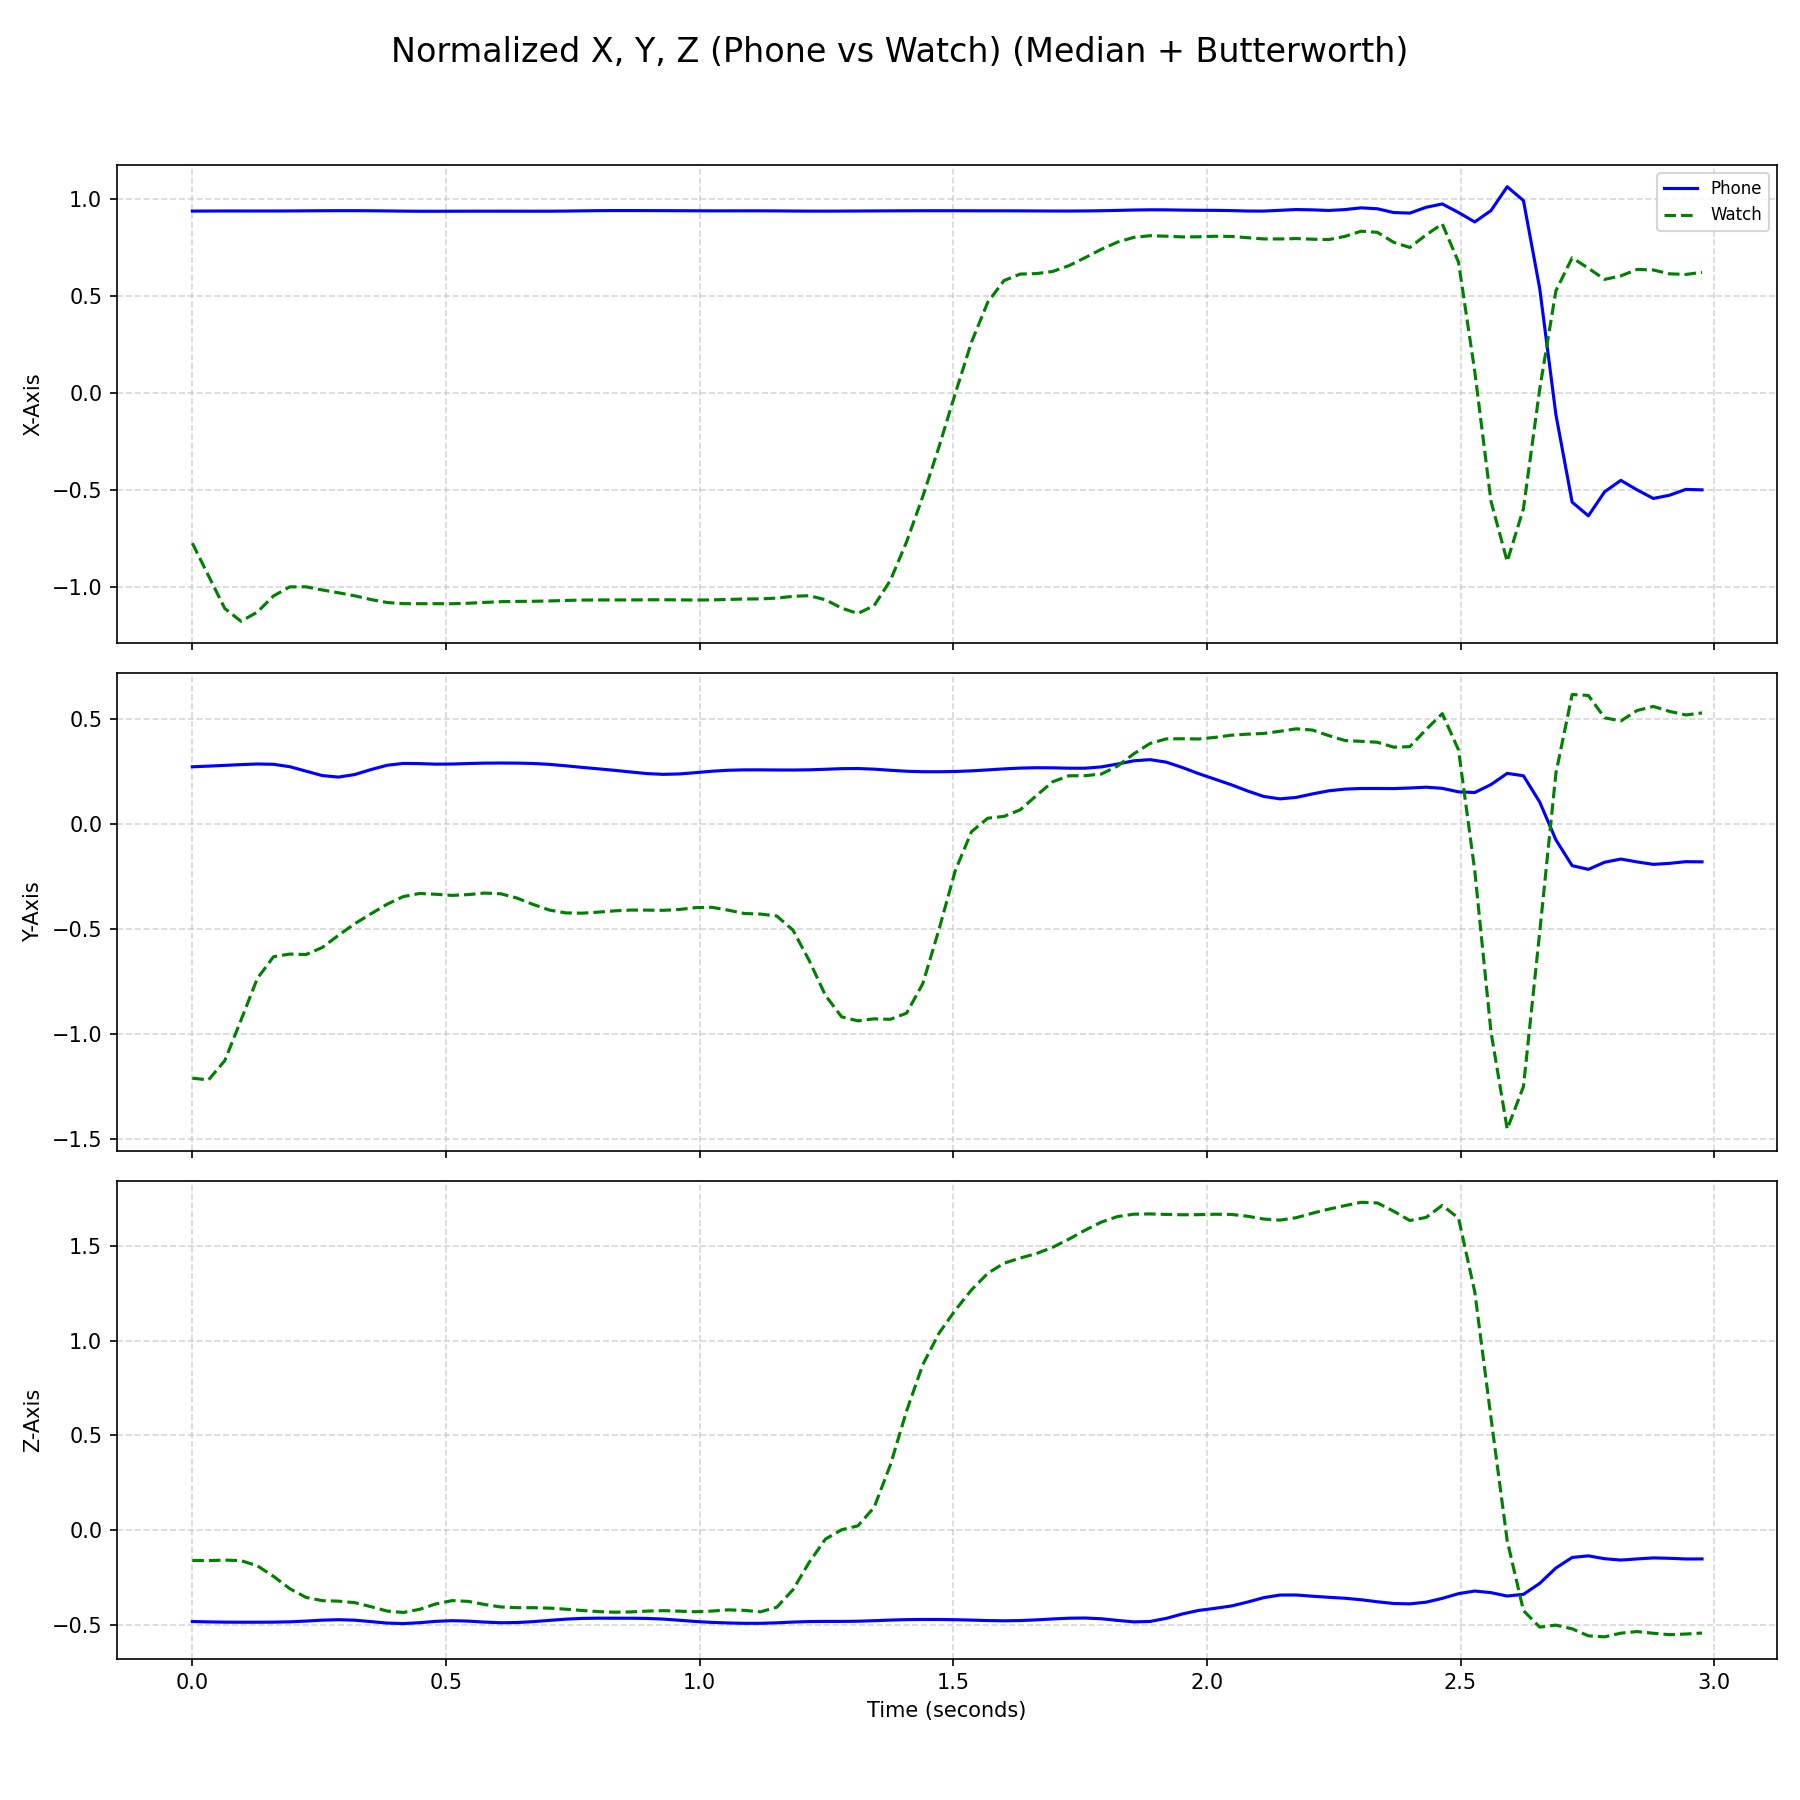 Normalized X, Y, Z (Phone vs Watch) (Median + Butterworth)
Phone
Watch
1.0
0.5
0.0
−0.5
−1.0
X-Axis
0.5
0.0
−0.5
−1.0
−1.5
Y-Axis
1.5
1.0
0.5
0.0
−0.5
Z-Axis
0.0 0.5 1.0 1.5 2.0 2.5 3.0
Time (seconds)